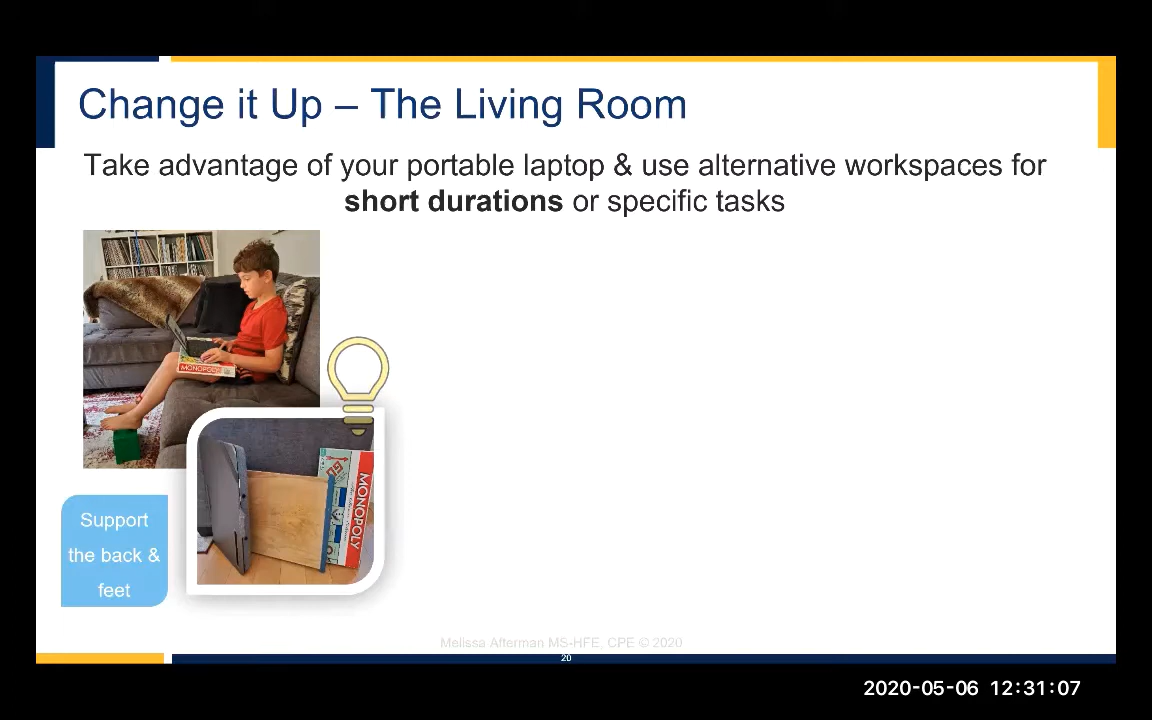 Change it Up – The Living Room
Take advantage of your portable laptop & use alternative workspaces for
short durations or specific tasks
MONOPOLY
MONOPOLY
Support
the back &
feet
Melissa Afterman MS-HFE, CPE © 2020
20
2020-05-06 12:31:07